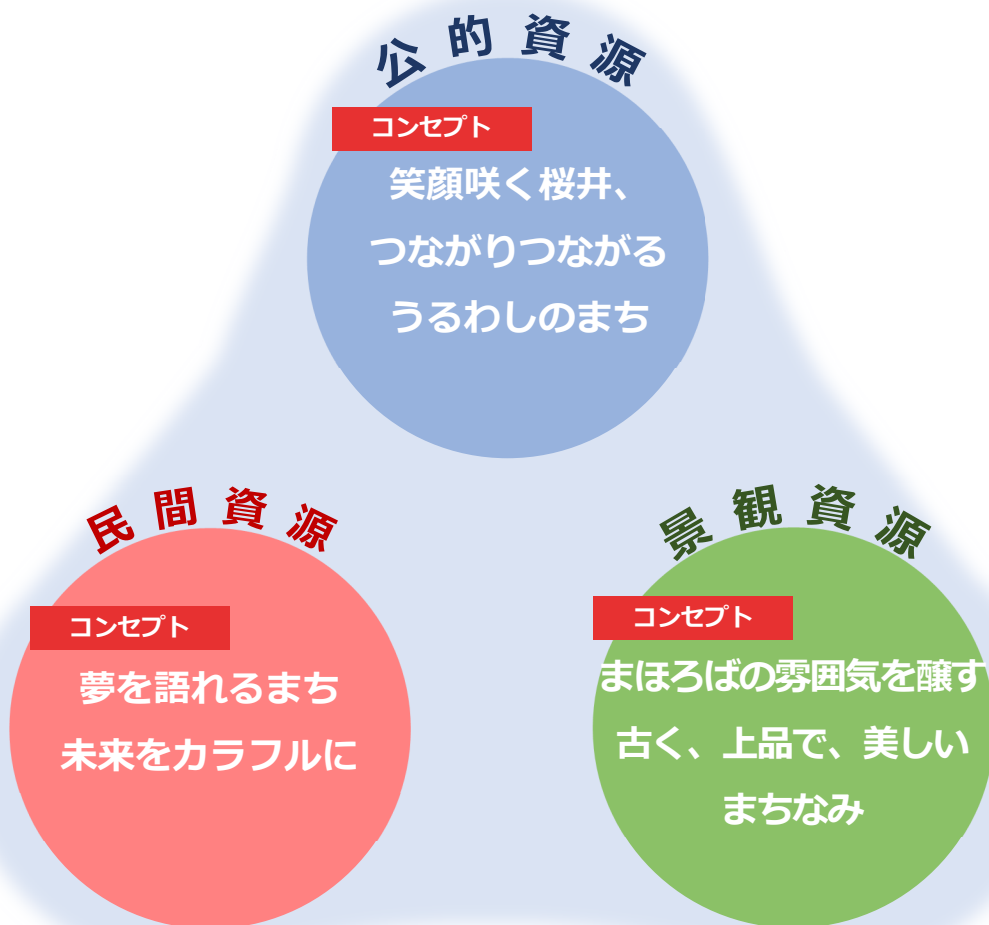 公的資源
コンセプト
笑顔咲く桜井、
つながりつながる
うるわしのまち
民間資源
コンセプト
夢を語れるまち
未来をカラフルに
景観資源
コンセプト
まほろばの雰囲気を醸す
古く、上品で、美しい
まちなみ